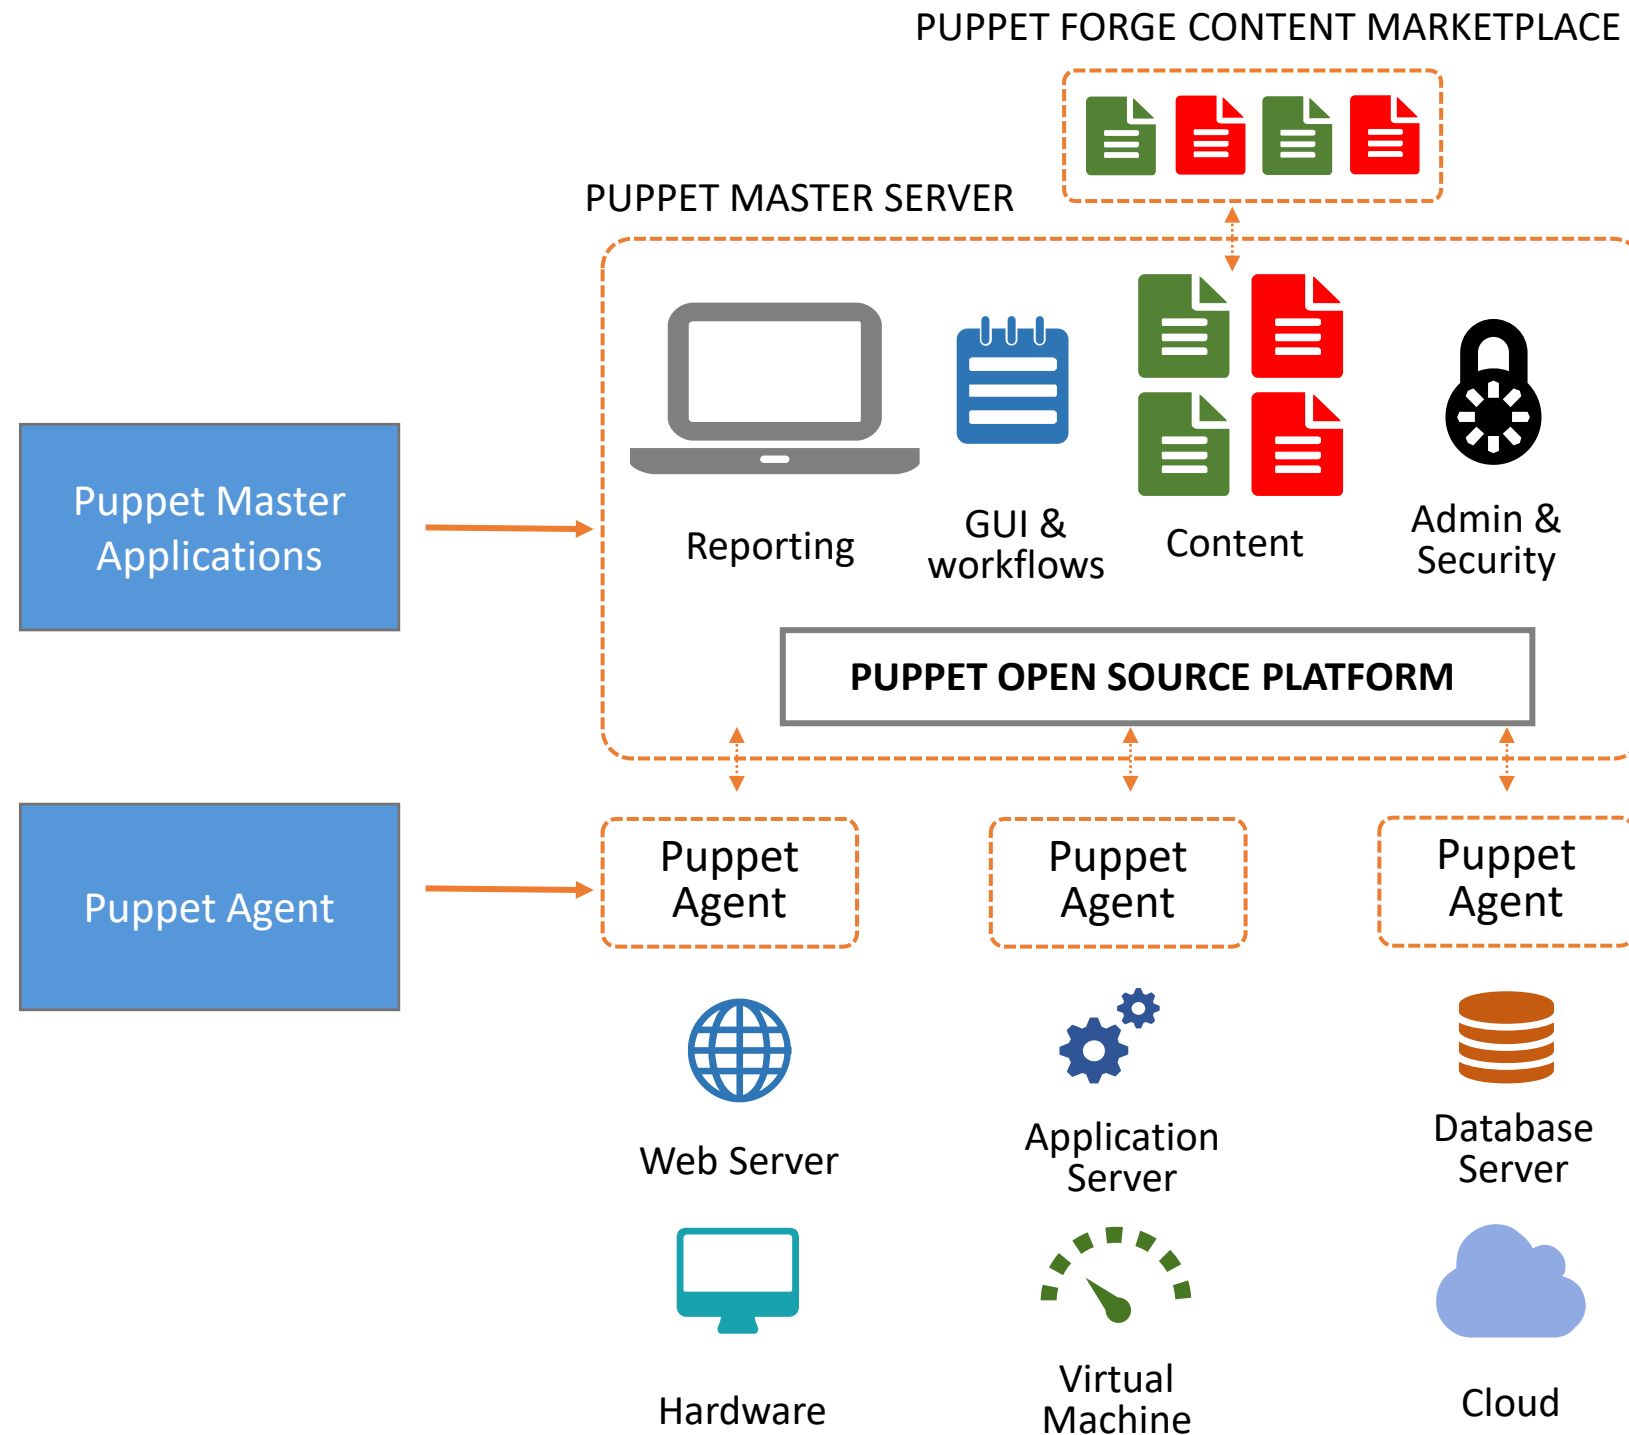 PUPPET FORGE CONTENT MARKETPLACE
PUPPET MASTER SERVER
Puppet Master
Applications
Reporting
GUI &
workflows
Content
Admin &
Security
PUPPET OPEN SOURCE PLATFORM
Puppet Agent
Puppet
Agent
Puppet
Agent
Puppet
Agent
Web Server
Application
Server
Database
Server
Hardware
Virtual
Machine
Cloud